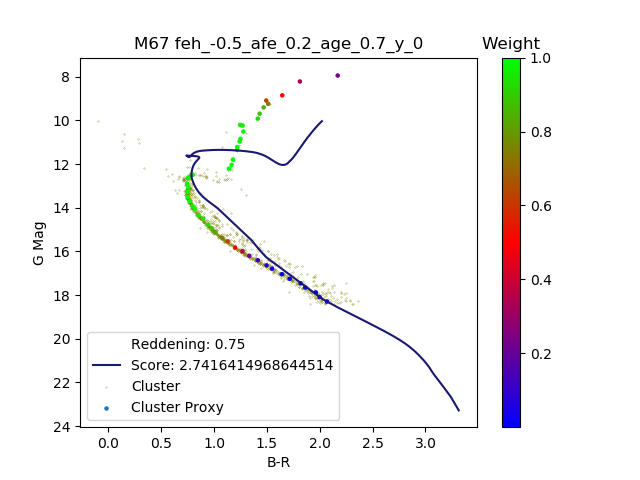 M67 feh_-0.5_afe_0.2_age_0.7_y_0
Weight
8
10
12
14
16
18
20
22
24
G Mag
0.0 0.5 1.0 1.5 2.0 2.5 3.0
B-R
Reddening: 0.75
Score: 2.7416414968644514
Cluster
Cluster Proxy
1.0
0.8
0.6
0.4
0.2